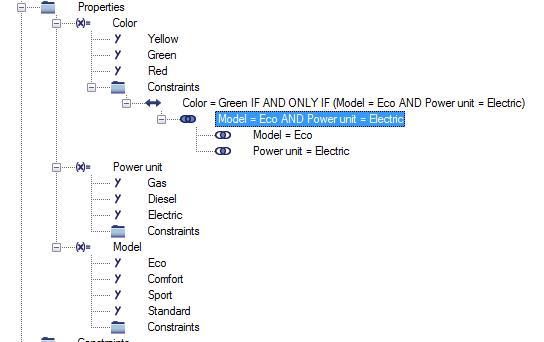 Properties
Color
Yellow
Green
Red
Constraints
Color = Green IF AND ONLY IF (Model = Eco AND Power unit = Electric)
Model = Eco AND Power unit = Electric
Model = Eco
Power unit = Electric
Power unit
Gas
Diesel
Electric
Constraints
Model
Eco
Comfort
Sport
Standard
Constraints
Constraints